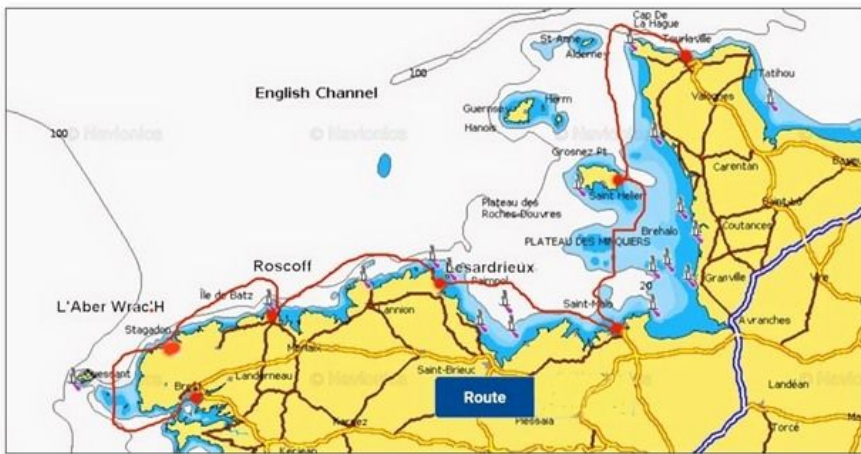 Cap De
La Hague
St-Anne
Tourlaville
Alderney
100
Tatihou
English Channel
Valognes
Guernsey
Herm
Hanois
100
© Navionics
© Navionics
Grosnez Pt
Carentan
Saint Helier
Saint-Lô
Plateau des
Roches-Douvres
Brehalo
Coutances
PLATEAU DES MINQUIERS
Roscoff
Lesardrieux
Paimpol
Granville
Vire
Île de Batz
20
L'Aber Wrac:H
Saint-Malo
Lannion
Stagadon
Avranches
Morlaix
Saint-Brieuc
Landerneau
Landéan
Route
Torcé